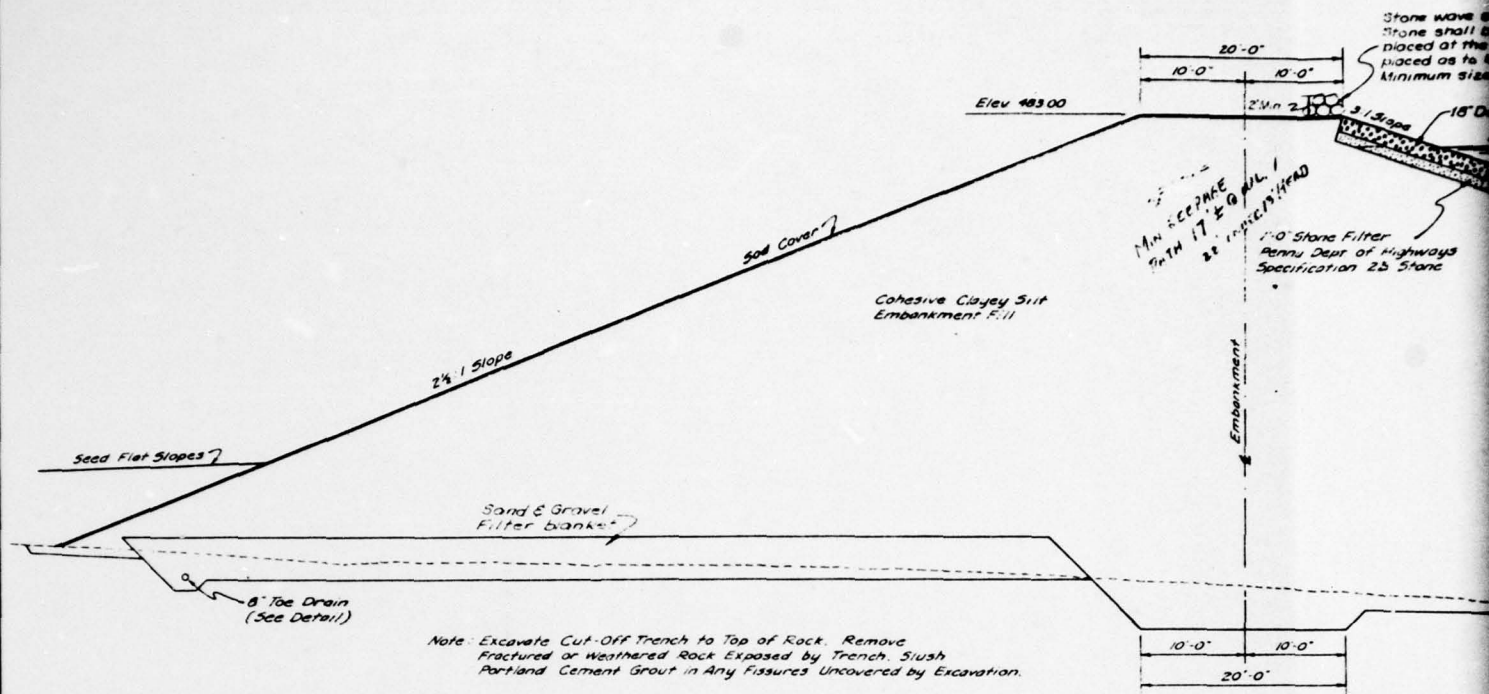 Stone wave
Stone shall
placed at the
placed as to
Minimum size
20'-0"
10'-0" 10'-0"
Elev 483.00
2' Min
3:1 Slope
18"
MIN SEEPAGE
PATH 17' ± @
HEAD
1'-0" Stone Filter
Penna Dept of Highways
Specification 2B Stone
Sod Cover
Cohesive Clayey Silt
Embankment Fill
2½:1 Slope
Embankment
Seed Flat Slopes
Sand & Gravel
Filter blanket
8" Toe Drain
(See Detail)
Note: Excavate Cut-Off Trench to Top of Rock. Remove
Fractured or Weathered Rock Exposed by Trench. Slush
Portland Cement Grout in Any Fissures Uncovered by Excavation.
10'-0" 10'-0"
20'-0"